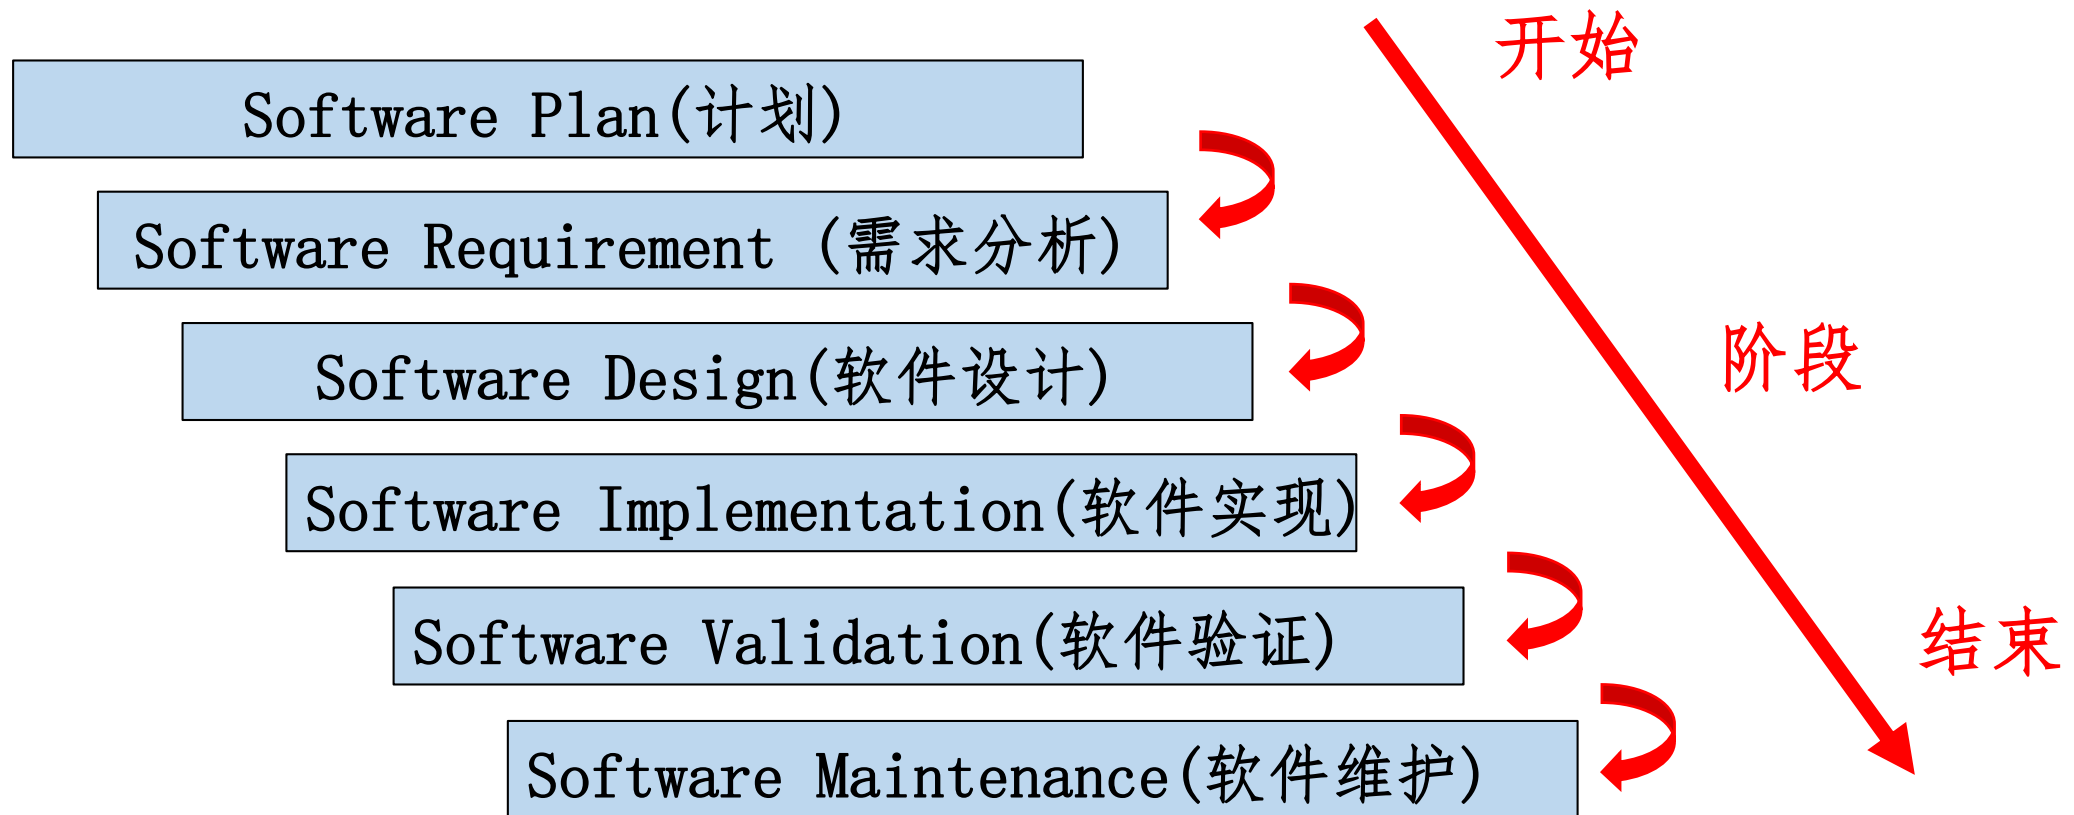 开始
Software Plan(计划)
Software Requirement (需求分析)
阶段
Software Design(软件设计)
Software Implementation(软件实现)
Software Validation(软件验证)
结束
Software Maintenance(软件维护)